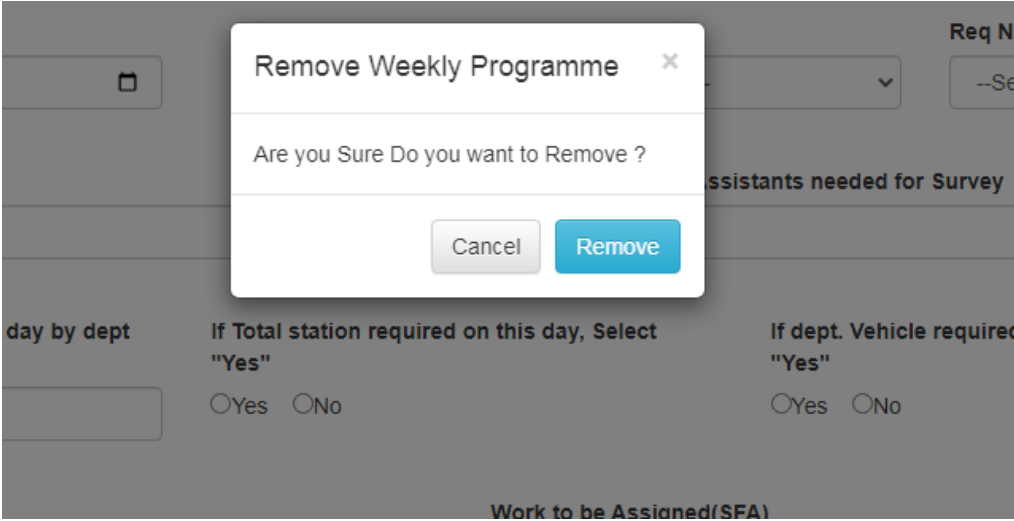 Req N
Remove Weekly Programme ×
--Se
Are you Sure Do you want to Remove ?
ssistants needed for Survey
Cancel Remove
day by dept If Total station required on this day, Select "Yes"
If dept. Vehicle required "Yes"
Yes No
Yes No
Work to be Assigned(SFA)